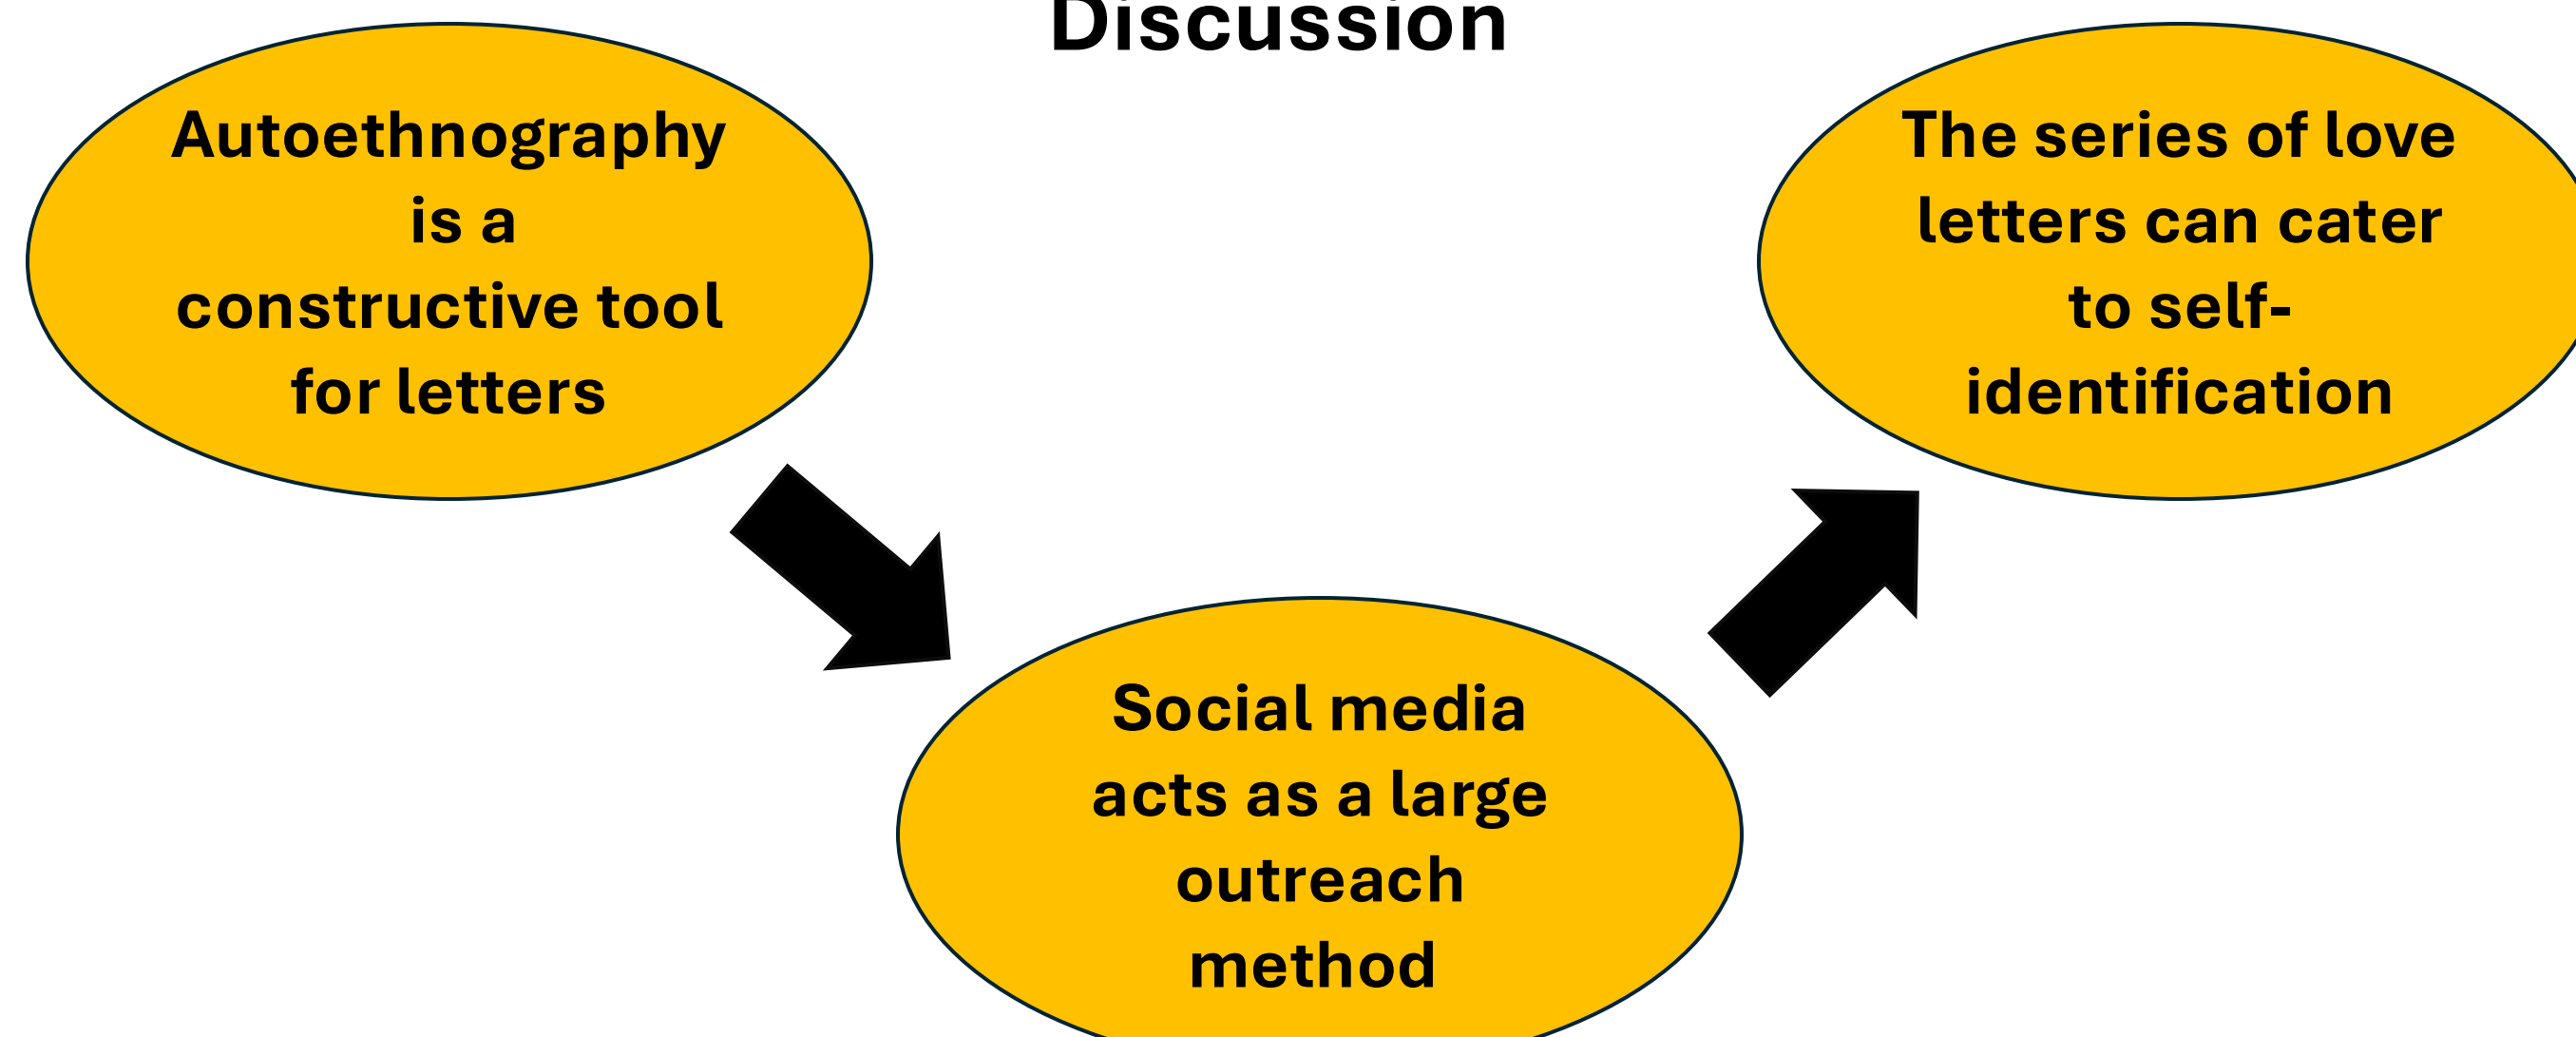 Discussion
Autoethnography
is a
constructive tool
for letters
Social media
acts as a large
outreach
method
The series of love
letters can cater
to self-
identification